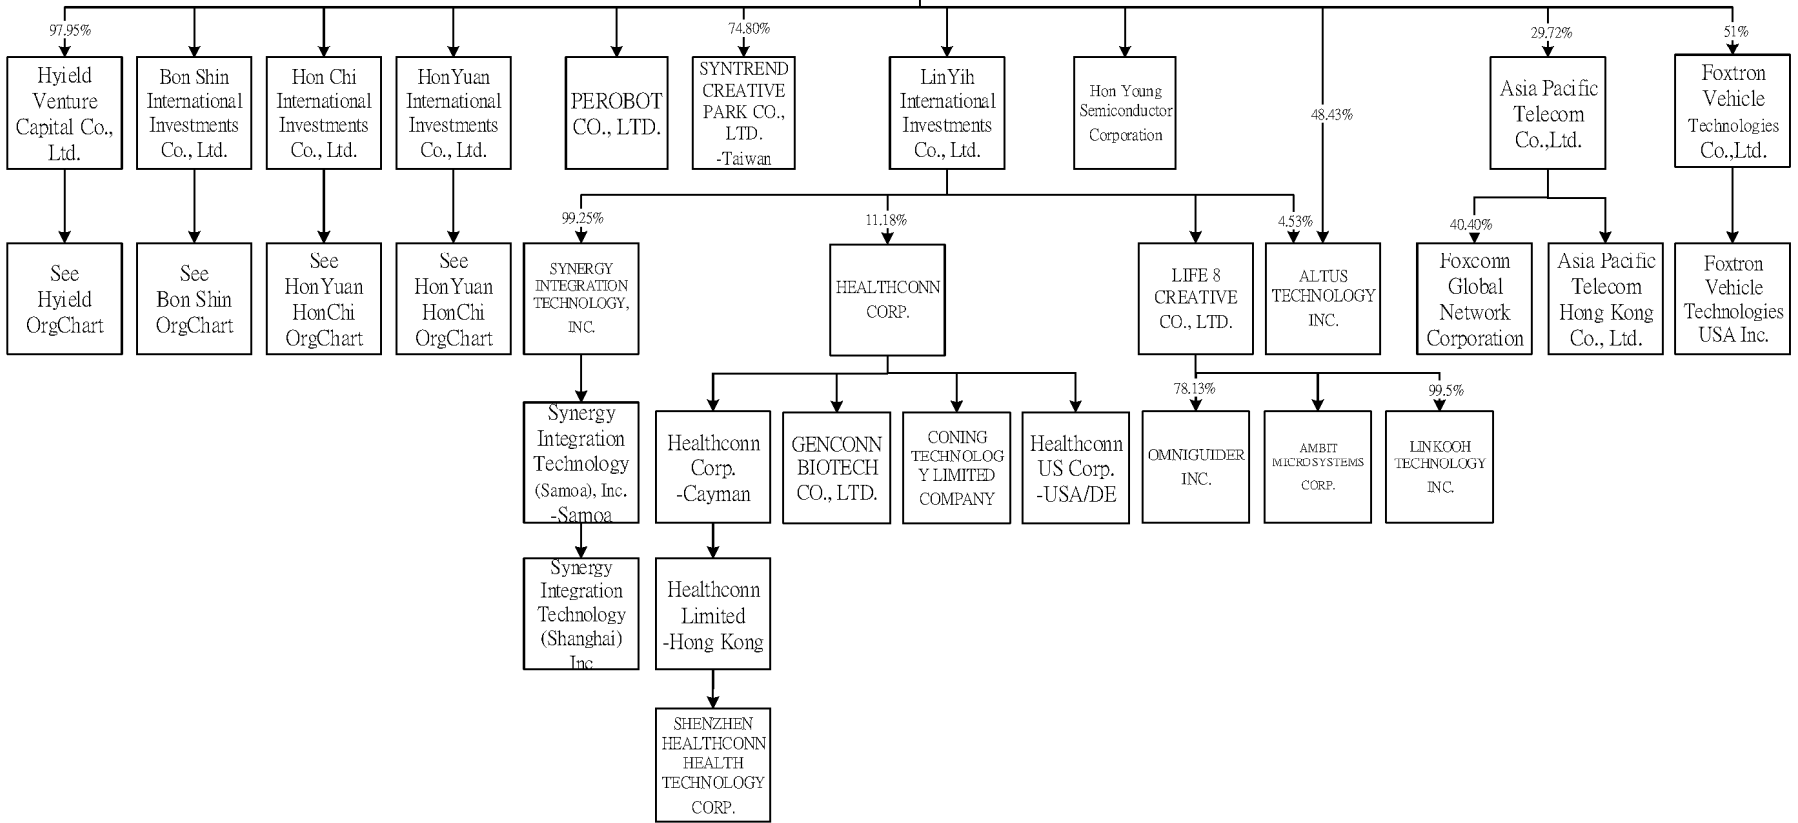 97.95%
74.80%
29.72%
51%
48.43%
Hyield
Venture
Capital Co.,
Ltd.
Bon Shin
International
Investments
Co., Ltd.
Hon Chi
International
Investments
Co., Ltd.
HonYuan
International
Investments
Co., Ltd.
PEROBOT
CO., LTD.
SYNTREND
CREATIVE
PARK CO.,
LTD.
-Taiwan
LinYih
International
Investments
Co., Ltd.
Hon Young
Semiconductor
Corporation
Asia Pacific
Telecom
Co.,Ltd.
Foxtron
Vehicle
Technologies
Co.,Ltd.
99.25%
11.18%
4.53%
40.40%
See
Hyield
OrgChart
See
Bon Shin
OrgChart
See
HonYuan
HonChi
OrgChart
See
HonYuan
HonChi
OrgChart
SYNERGY
INTEGRATION
TECHNOLOGY,
INC.
HEALTHCONN
CORP.
LIFE 8
CREATIVE
CO., LTD.
ALTUS
TECHNOLOGY
INC.
Foxconn
Global
Network
Corporation
Asia Pacific
Telecom
Hong Kong
Co., Ltd.
Foxtron
Vehicle
Technologies
USA Inc.
78.13%
99.5%
Synergy
Integration
Technology
(Samoa), Inc.
-Samoa
Healthconn
Corp.
-Cayman
GENCONN
BIOTECH
CO., LTD.
CONING
TECHNOLOG
Y LIMITED
COMPANY
Healthconn
US Corp.
-USA/DE
OMNIGUIDER
INC.
AMBIT
MICROSYSTEMS
CORP.
LINKOOH
TECHNOLOGY
INC.
Synergy
Integration
Technology
(Shanghai)
Inc
Healthconn
Limited
-Hong Kong
SHENZHEN
HEALTHCONN
HEALTH
TECHNOLOGY
CORP.